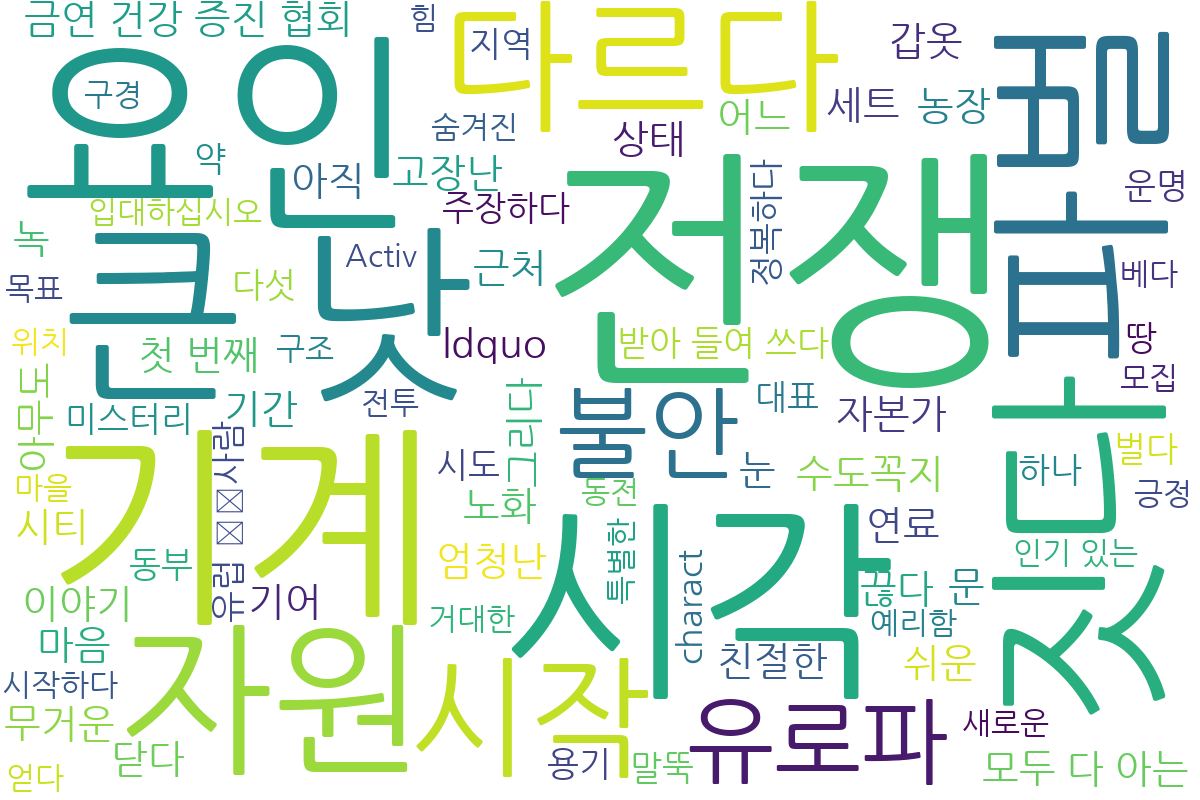 금연 건강 증진 협회
힘
다르다
지역
갑옷
요인
구경
세트
농장
어느
숨겨진
상태
약
아직
고장난
전쟁
정복하다
운명
주장하다
입대하십시오
녹
큰 낫
Activ
근처
다섯
목표
베다
위치
첫 번째
구조
ldquo
받아 들여 쓰다
땅
모집
미스터리
기간
전투
그리다
불안
대표
자본가
짓다
벌다
시도
눈
수도꼭지
하나
긍정
마을
기계
노화
동전
시티
시각
특별한
연료
동부
엄청난
인기 있는
이야기
기어
거대한
charact
끊다
문
예리함
마음
자원
시작
친절한
쉬운
시작하다
무거운
유로파
새로운
닫다
얻다
용기
말뚝
모두 다 아는